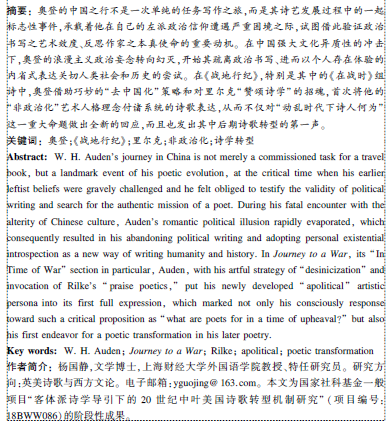 摘要：奥登的中国之行不是一次单纯的任务写作之旅，而是其诗艺发展过程中的一起
标志性事件，承载着他在自己的左派政治信仰遭遇严重困境之际，试图借此验证政治
书写之艺术效度、反思作家之本真使命的重要动机。在中国强大文化异质性的冲击
下，奥登的浪漫主义政治妄念转向幻灭，开始其疏离政治书写、进而以个人存在体验的
内省式表达关切人类社会和历史的尝试。在《战地行纪》，特别是其中的《在战时》组
诗中，奥登借助巧妙的“去中国化”策略和对里尔克“赞颂诗学”的招魂，首次将他的
“非政治化”艺术人格理念付诸系统的诗歌表达，从而不仅对“动乱时代下诗人何为”
这一重大命题做出全新的回应，而且也发出其中后期诗歌转型的第一声。
关键词：奥登；《战地行纪》；里尔克；非政治化；诗学转型
Abstract: W. H. Auden's journey in China is not merely a commissioned task for a travel
book, but a landmark event of his poetic evolution, at the critical time when his earlier
leftist beliefs were gravely challenged and he felt obliged to testify the validity of political
writing and search for the authentic mission of a poet. During his fatal encounter with the
alterity of Chinese culture, Auden's romantic political illusion rapidly evaporated, which
consequently resulted in his abandoning political writing and adopting personal existential
introspection as a new way of writing humanity and history. In Journey to a War, its "In
Time of War" section in particular, Auden, with his artful strategy of "desinicization" and
invocation of Rilke's "praise poetics," put his newly developed "apolitical" artistic
persona into its first full expression, which marked not only his consciously response
toward such a critical proposition as "what are poets for in a time of upheaval?" but also
his first endeavor for a poetic transformation in his later poetry.
Key words: W. H. Auden; Journey to a War; Rilke; apolitical; poetic transformation
作者简介：杨国静，文学博士，上海财经大学外国语学院教授、特任研究员。研究方
向：英美诗歌与西方文论。电子邮箱：yguojing@163.com。本文为国家社科基金一般
项目“客体派诗学导引下的 20 世纪中叶美国诗歌转型机制研究”（项目编号：
18BWW086）的阶段性成果。